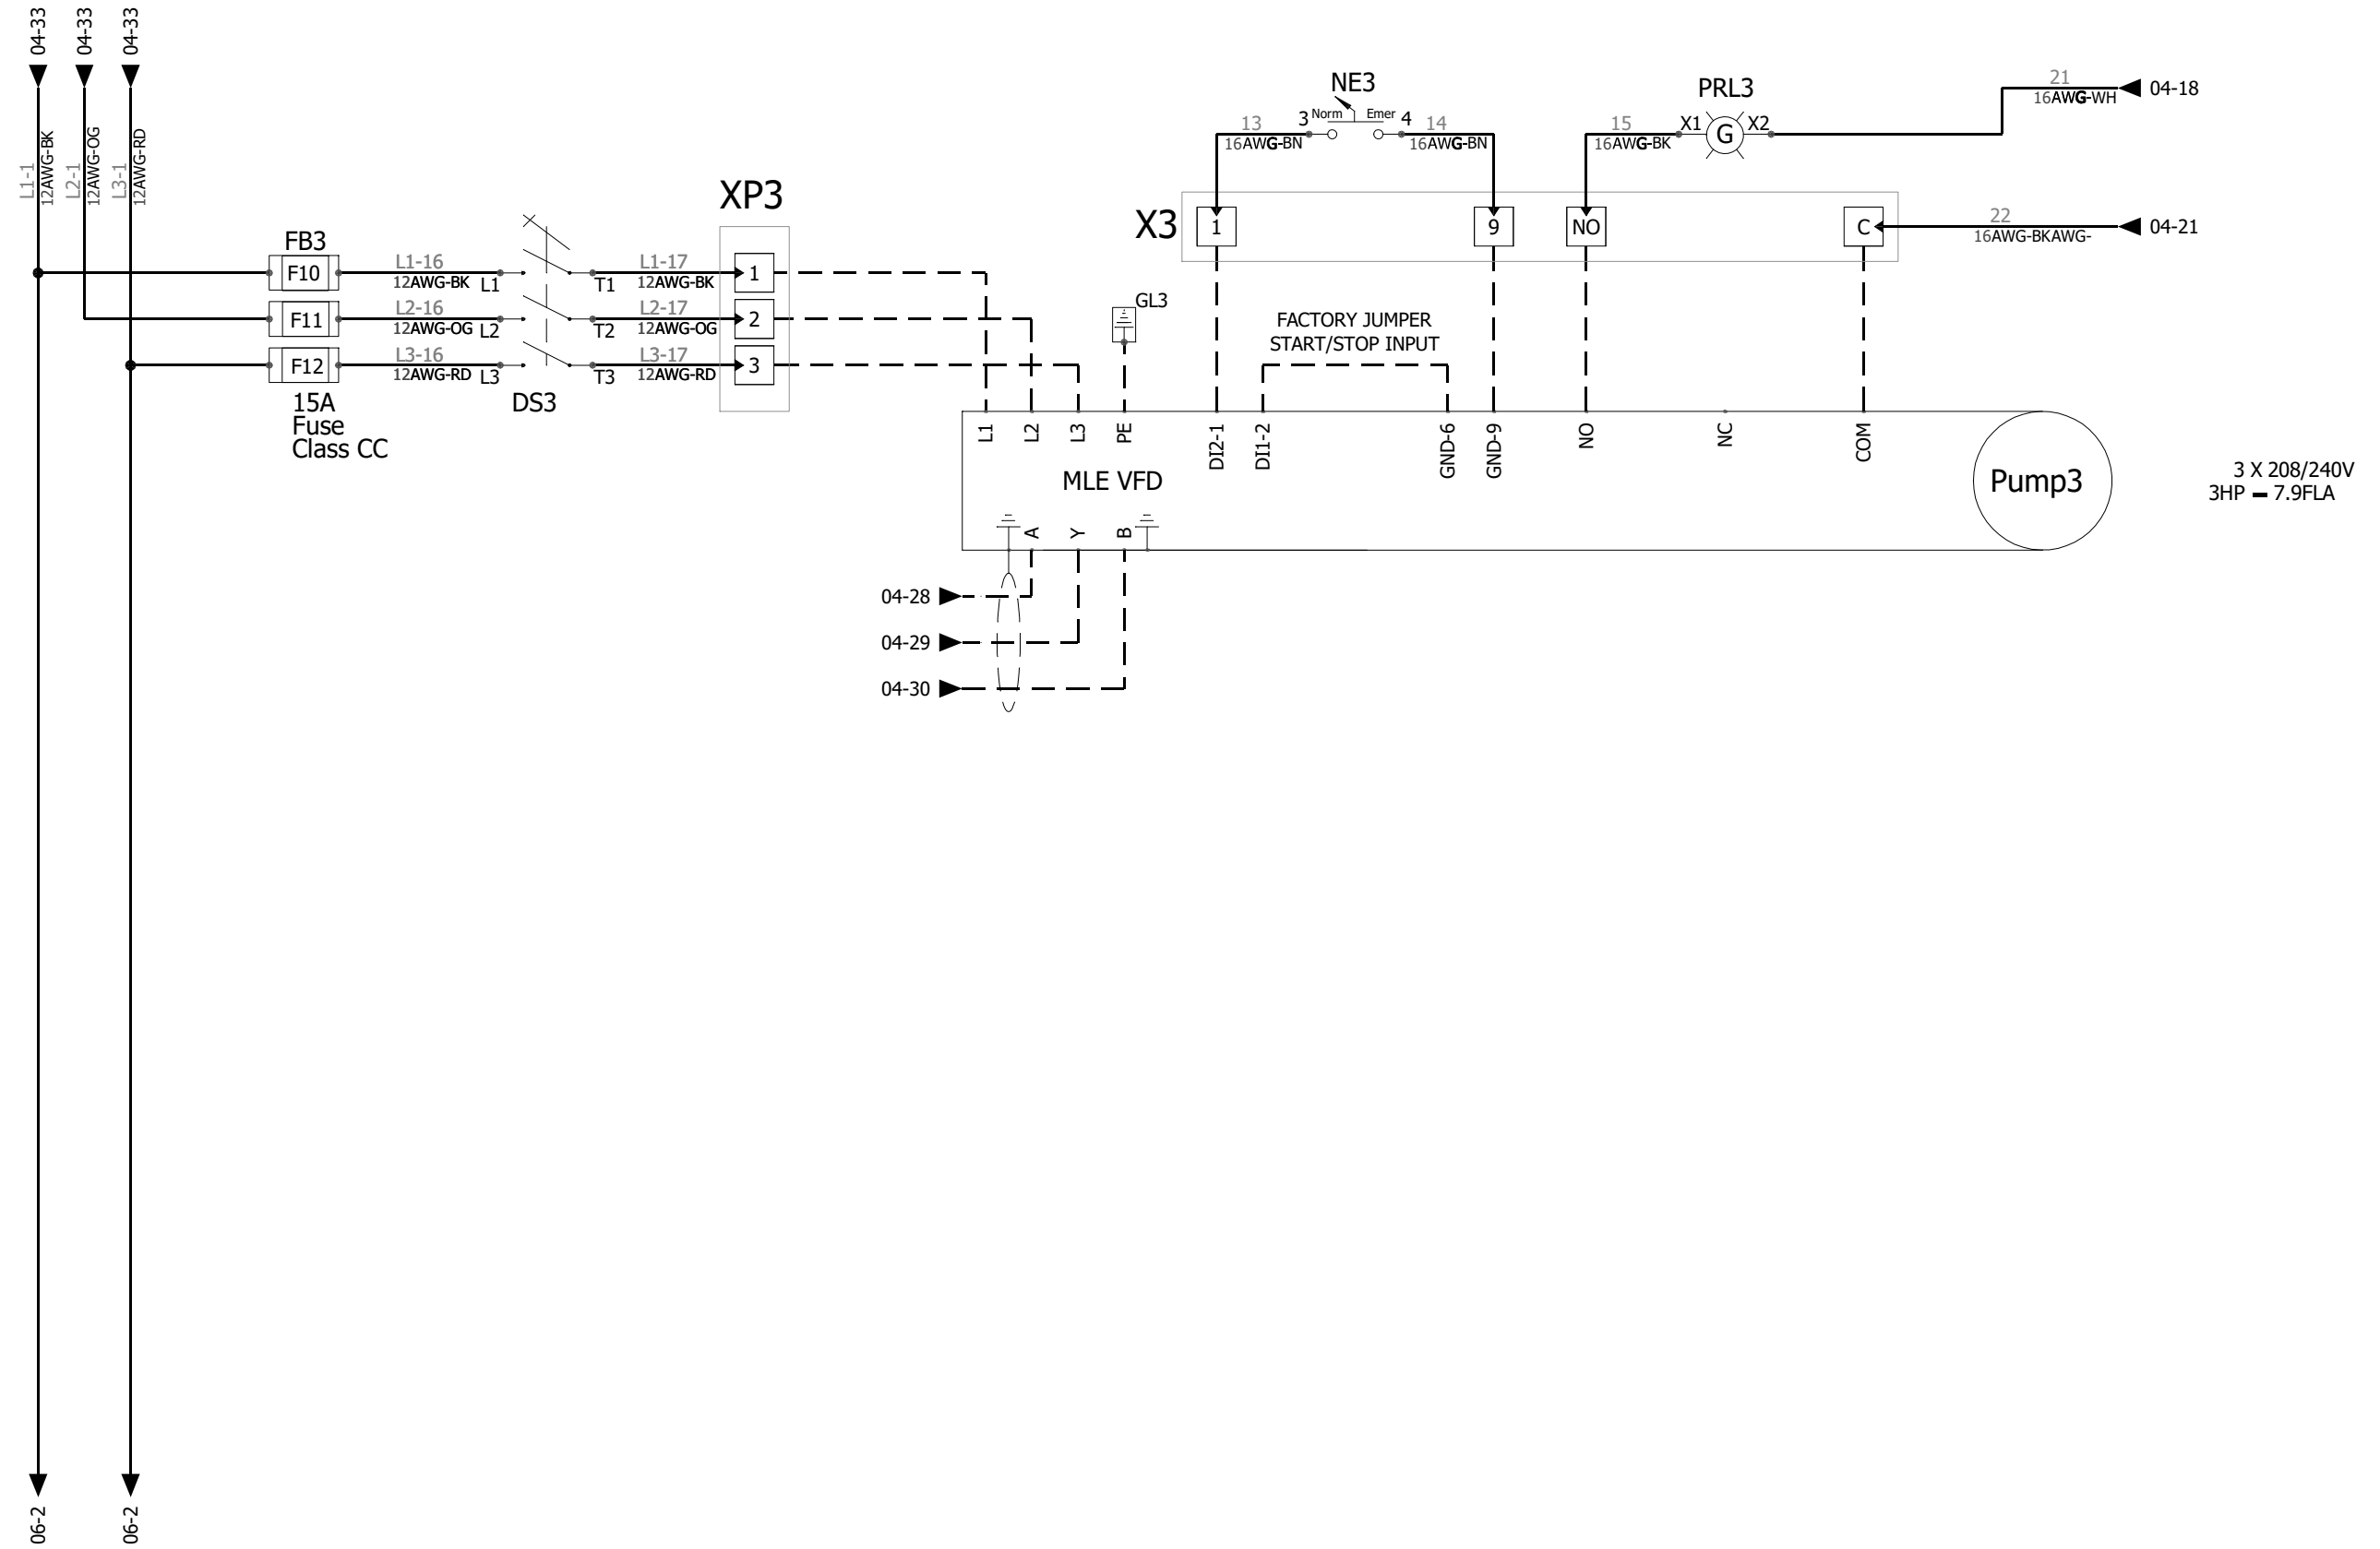 04-33
04-33
04-33
L1-1
12AWG-BK
L2-1
12AWG-OG
L3-1
12AWG-RD
NE3
PRL3
21
16AWG-WH
04-18
13
16AWG-BN
3
Norm
Emer
4
14
16AWG-BN
15
16AWG-BK
X1
G
X2
XP3
X3
1
9
NO
C
22
16AWG-BKAWG-
04-21
FB3
F10
L1-16
12AWG-BK
L1
T1
L1-17
12AWG-BK
1
F11
L2-16
12AWG-OG
L2
T2
L2-17
12AWG-OG
2
F12
L3-16
12AWG-RD
L3
T3
L3-17
12AWG-RD
3
15A
Fuse
Class CC
DS3
GL3
FACTORY JUMPER
START/STOP INPUT
L1
L2
L3
PE
DI2-1
DI1-2
GND-6
GND-9
NO
NC
COM
MLE VFD
Pump3
3 X 208/240V
3HP - 7.9FLA
A
Y
B
04-28
04-29
04-30
06-2
06-2